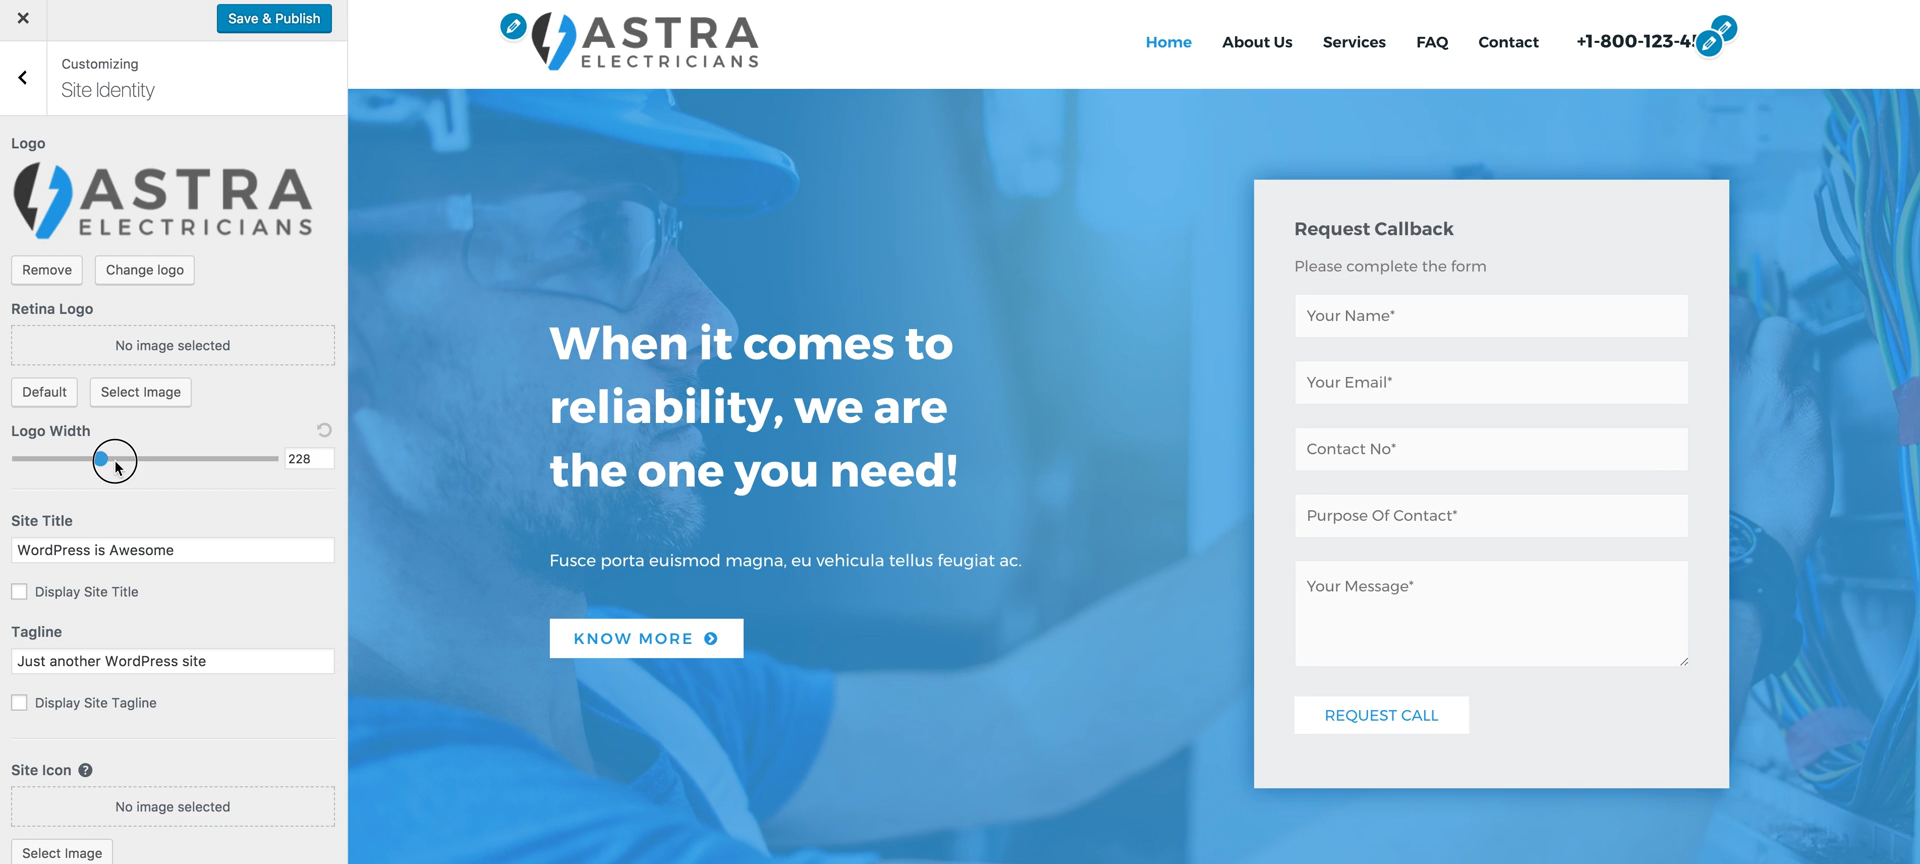 Save & Publish
Customizing
Site Identity
Logo
ASTRA
ELECTRICIANS
Remove
Change logo
Retina Logo
No image selected
Default
Select Image
Logo Width
228
Site Title
WordPress is Awesome
Display Site Title
Tagline
Just another WordPress site
Display Site Tagline
Site Icon ?
No image selected
Select Image
ASTRA
ELECTRICIANS
Home
About Us
Services
FAQ
Contact
+1-800-123-4
When it comes to
reliability, we are
the one you need!
Fusce porta euismod magna, eu vehicula tellus feugiat ac.
KNOW MORE
Request Callback
Please complete the form
Your Name*
Your Email*
Contact No*
Purpose Of Contact*
Your Message*
REQUEST CALL